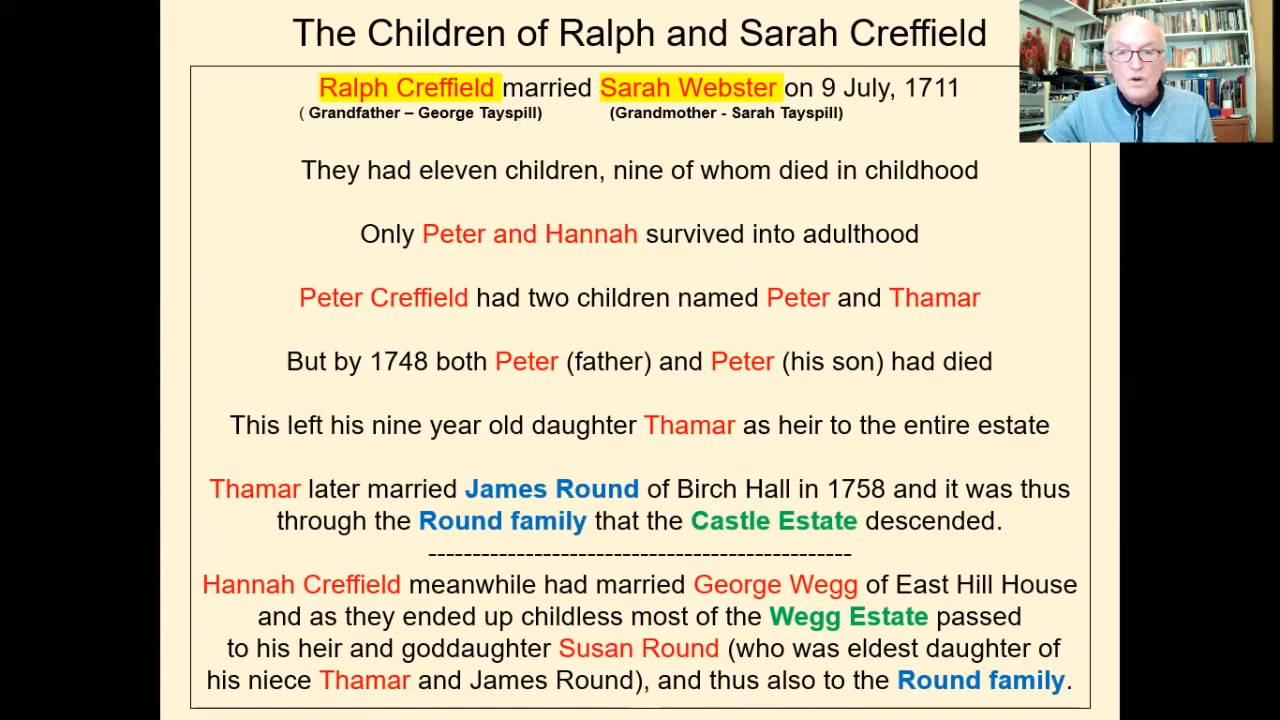 The Children of Ralph and Sarah Creffield
Ralph Creffield married Sarah Webster on 9 July, 1711
( Grandfather – George Tayspill) (Grandmother - Sarah Tayspill)
They had eleven children, nine of whom died in childhood
Only Peter and Hannah survived into adulthood
Peter Creffield had two children named Peter and Thamar
But by 1748 both Peter (father) and Peter (his son) had died
This left his nine year old daughter Thamar as heir to the entire estate
Thamar later married James Round of Birch Hall in 1758 and it was thus
through the Round family that the Castle Estate descended.
------------------------------------------------
Hannah Creffield meanwhile had married George Wegg of East Hill House
and as they ended up childless most of the Wegg Estate passed
to his heir and goddaughter Susan Round (who was eldest daughter of
his niece Thamar and James Round), and thus also to the Round family.